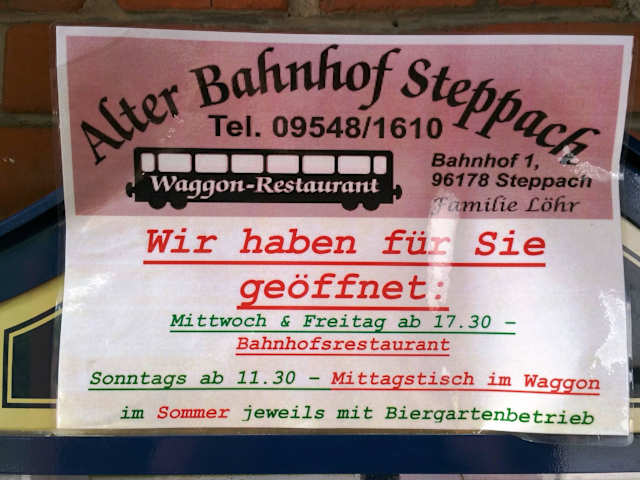 Alter Bahnhof Steppach
Tel. 09548/1610
Waggon-Restaurant
Bahnhof 1,
96178 Steppach
Familie Löhr
Wir haben für Sie
geöffnet:
Mittwoch & Freitag ab 17.30 –
Bahnhofsrestaurant
Sonntags ab 11.30 – Mittagstisch im Waggon
im Sommer jeweils mit Biergartenbetrieb